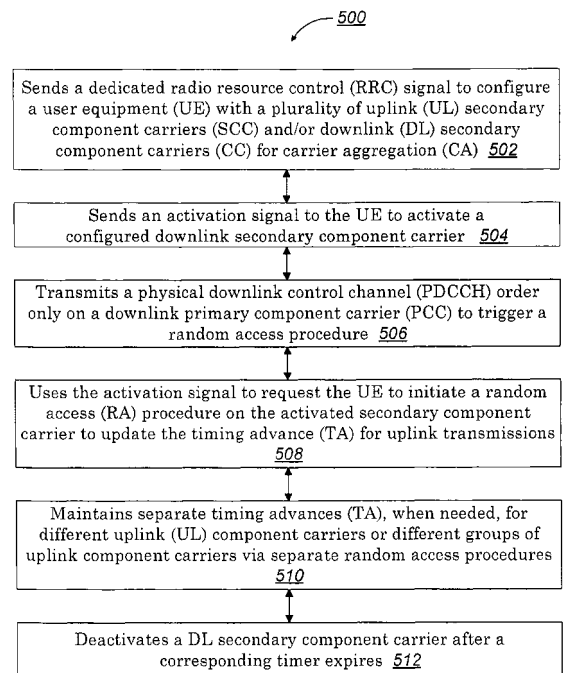 500
Sends a dedicated radio resource control (RRC) signal to configure
a user equipment (UE) with a plurality of uplink (UL) secondary
component carriers (SCC) and/or downlink (DL) secondary
component carriers (CC) for carrier aggregation (CA) 502
Sends an activation signal to the UE to activate a
configured downlink secondary component carrier 504
Transmits a physical downlink control channel (PDCCH) order
only on a downlink primary component carrier (PCC) to trigger a
random access procedure 506
Uses the activation signal to request the UE to initiate a random
access (RA) procedure on the activated secondary component
carrier to update the timing advance (TA) for uplink transmissions
508
Maintains separate timing advances (TA), when needed, for
different uplink (UL) component carriers or different groups of
uplink component carriers via separate random access procedures
510
Deactivates a DL secondary component carrier after a
corresponding timer expires 512